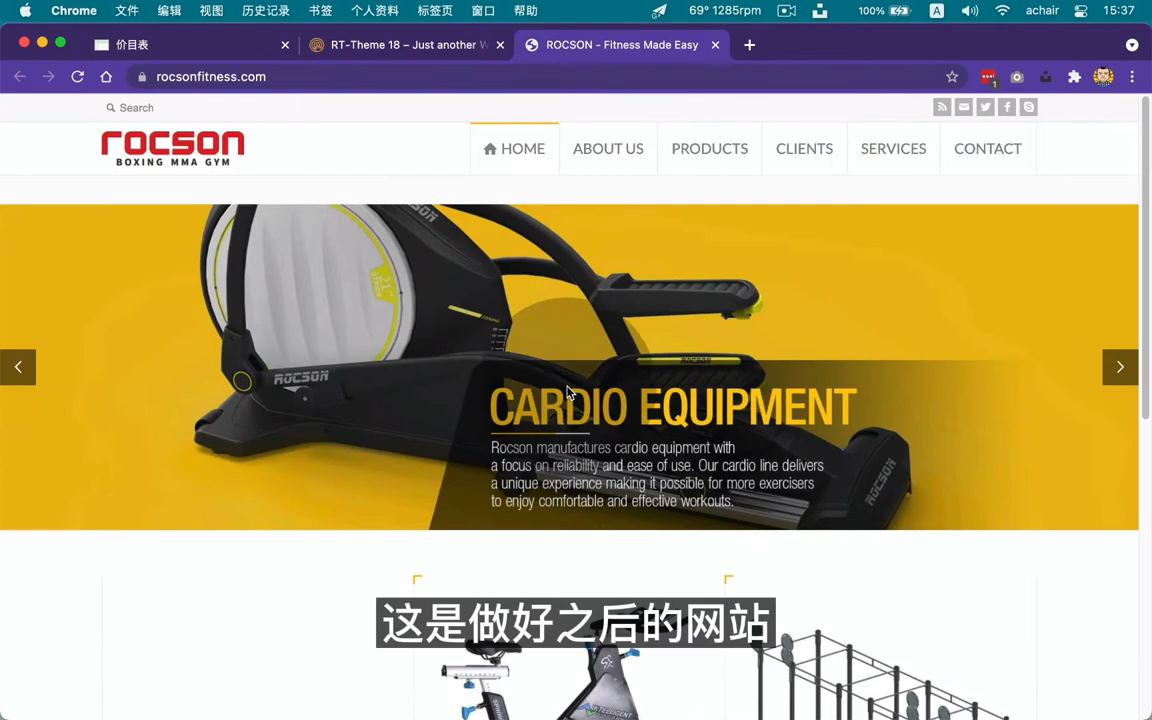 Chrome 文件 编辑 视图 历史记录 书签 个人资料 标签页 窗口 帮助 69° 1285rpm 100% A achair 15:37
价目表 RT-Theme 18 – Just another W ROCSON - Fitness Made Easy
rocsonfitness.com
Search
ROCSON
BOXING MMA GYM
HOME ABOUT US PRODUCTS CLIENTS SERVICES CONTACT
ROCSON
ROCSON
ROCSON
ROCSON
CARDIO EQUIPMENT
Rocson manufactures cardio equipment with
a focus on reliability and ease of use. Our cardio line delivers
a unique experience making it possible for more exercisers
to enjoy comfortable and effective workouts.
这是做好之后的网站
INTELLIGENT